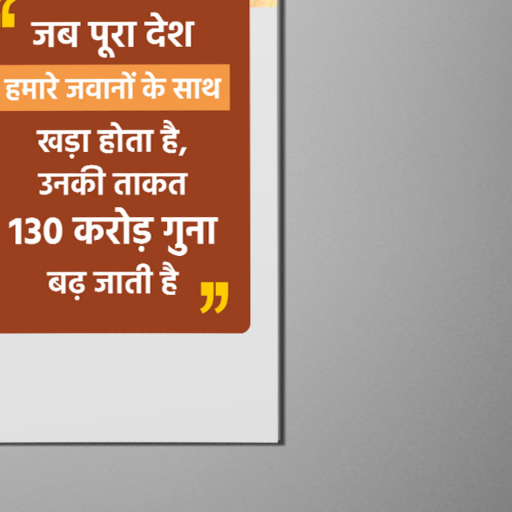 ‘
जब पूरा देश
हमारे जवानों के साथ
खड़ा होता है,
उनकी ताकत
130 करोड़ गुना
बढ़ जाती है
”